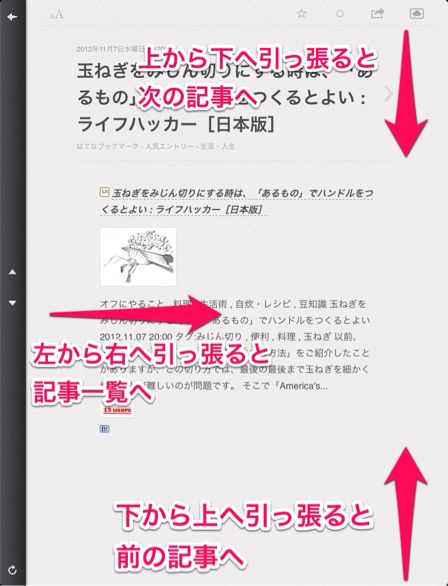 AA
2012年11月7日水曜日
上から下へ引っ張ると
玉ねぎをみじん切りにする時は、「あ
るもの」
次の記事へ
つくるとよい :
ライフハッカー［日本版］
はてなブックマーク - 人気エントリー - 生活・人生
LH 玉ねぎをみじん切りにする時は、「あるもの」でハンドルをつ
くるとよい : ライフハッカー［日本版］
オフにやること , 料理 , 生活術 , 自炊・レシピ , 豆知識 玉ねぎを
あるもの」でハンドルをつくるとよい
2012.11.07 20:00 タグ:みじん切り , 便利 , 料理 , 玉ねぎ 以前、
左から右へ引っ張ると
方法」をご紹介したこと
がありますが、この切り方では、最後の最後まで玉ねぎを細かく
記事一覧へ
が難しいのが問題です。 そこで「America's...
15 users
B!
下から上へ引っ張ると
前の記事へ